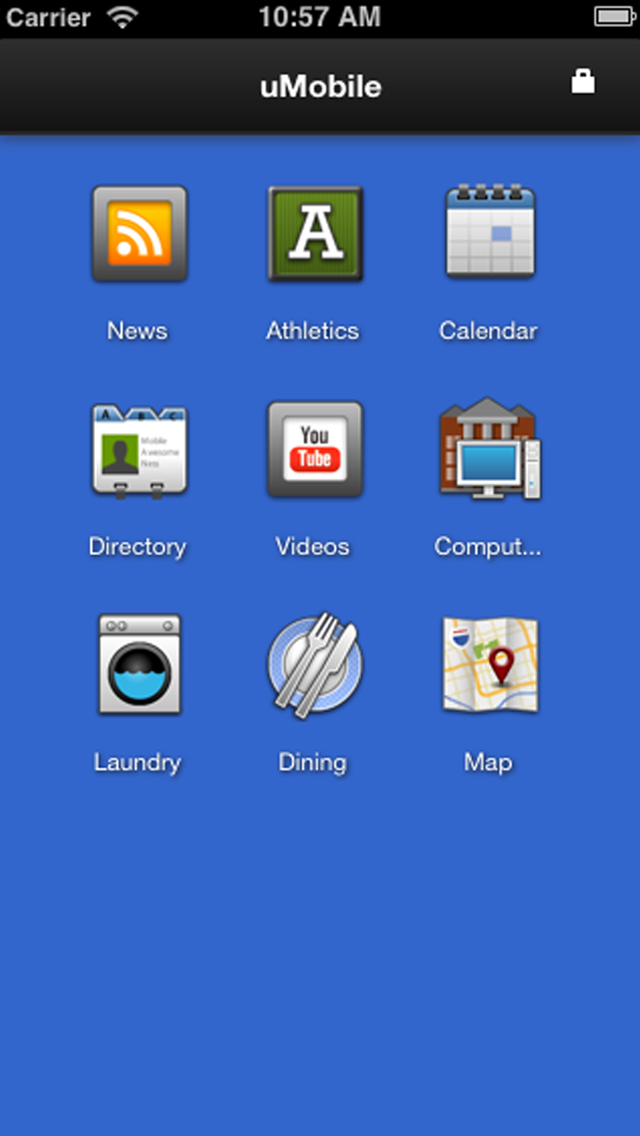 Carrier 10:57 AM
uMobile
A
News Athletics Calendar
A B C
Mobile
Awesome
Ness
You
Tube
Directory Videos Comput...
Laundry Dining Map